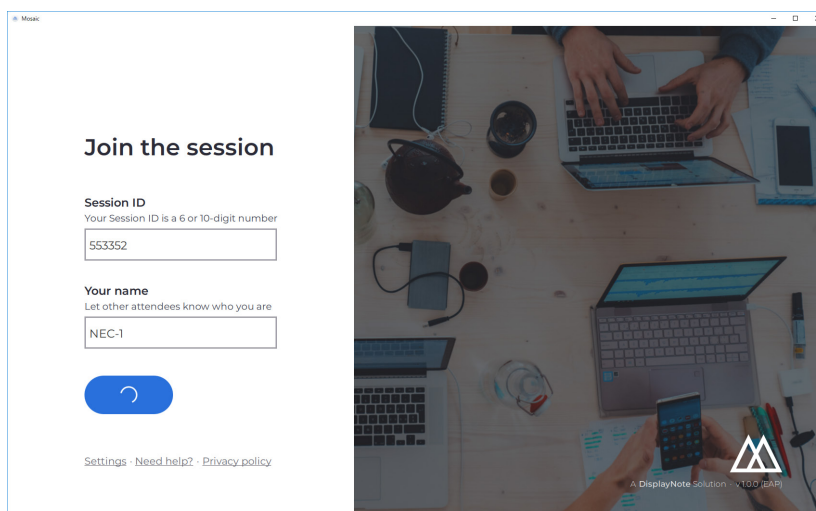 Mosaic
Join the session
Session ID
Your Session ID is a 6 or 10-digit number
553352
Your name
Let other attendees know who you are
NEC-1
Settings · Need help? · Privacy policy
A DisplayNote Solution - v 1.0.0 (EAP)